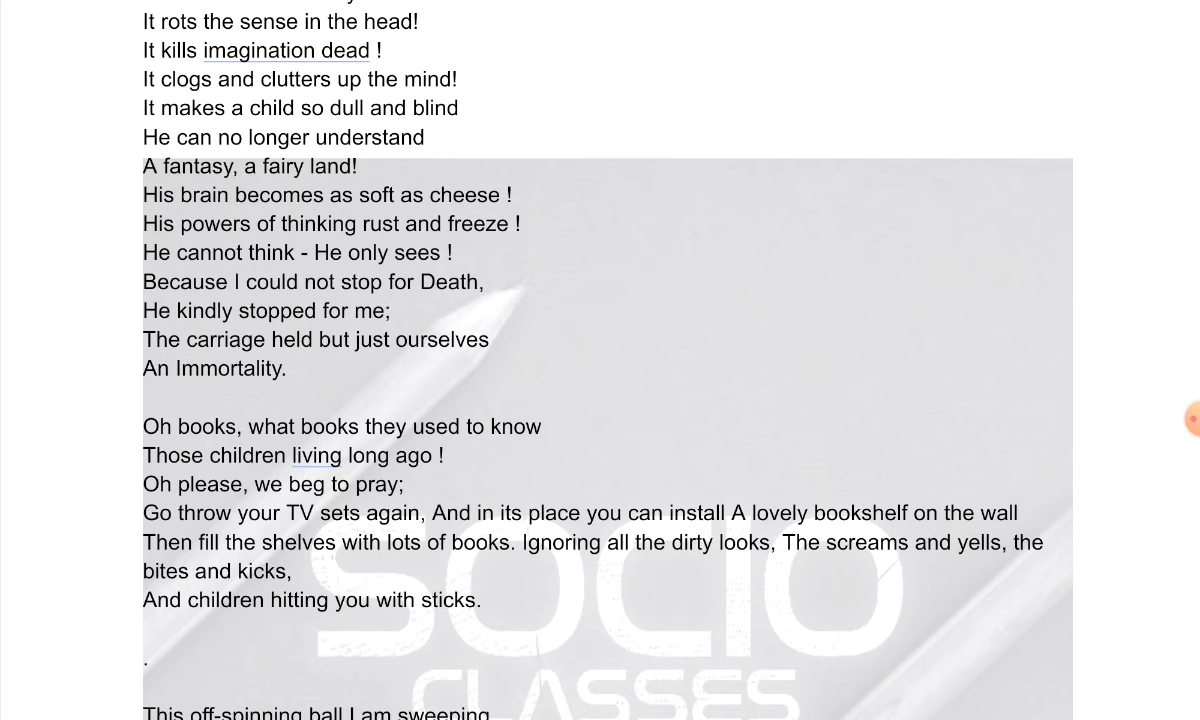 It rots the sense in the head!
It kills imagination dead !
It clogs and clutters up the mind!
It makes a child so dull and blind
He can no longer understand
A fantasy, a fairy land!
His brain becomes as soft as cheese !
His powers of thinking rust and freeze !
He cannot think - He only sees !
Because I could not stop for Death,
He kindly stopped for me;
The carriage held but just ourselves
An Immortality.
Oh books, what books they used to know
Those children living long ago !
Oh please, we beg to pray;
Go throw your TV sets again, And in its place you can install A lovely bookshelf on the wall
Then fill the shelves with lots of books. Ignoring all the dirty looks, The screams and yells, the
bites and kicks,
And children hitting you with sticks.
SOCIO
.
CLASSES
This off-spinning ball I am sweeping